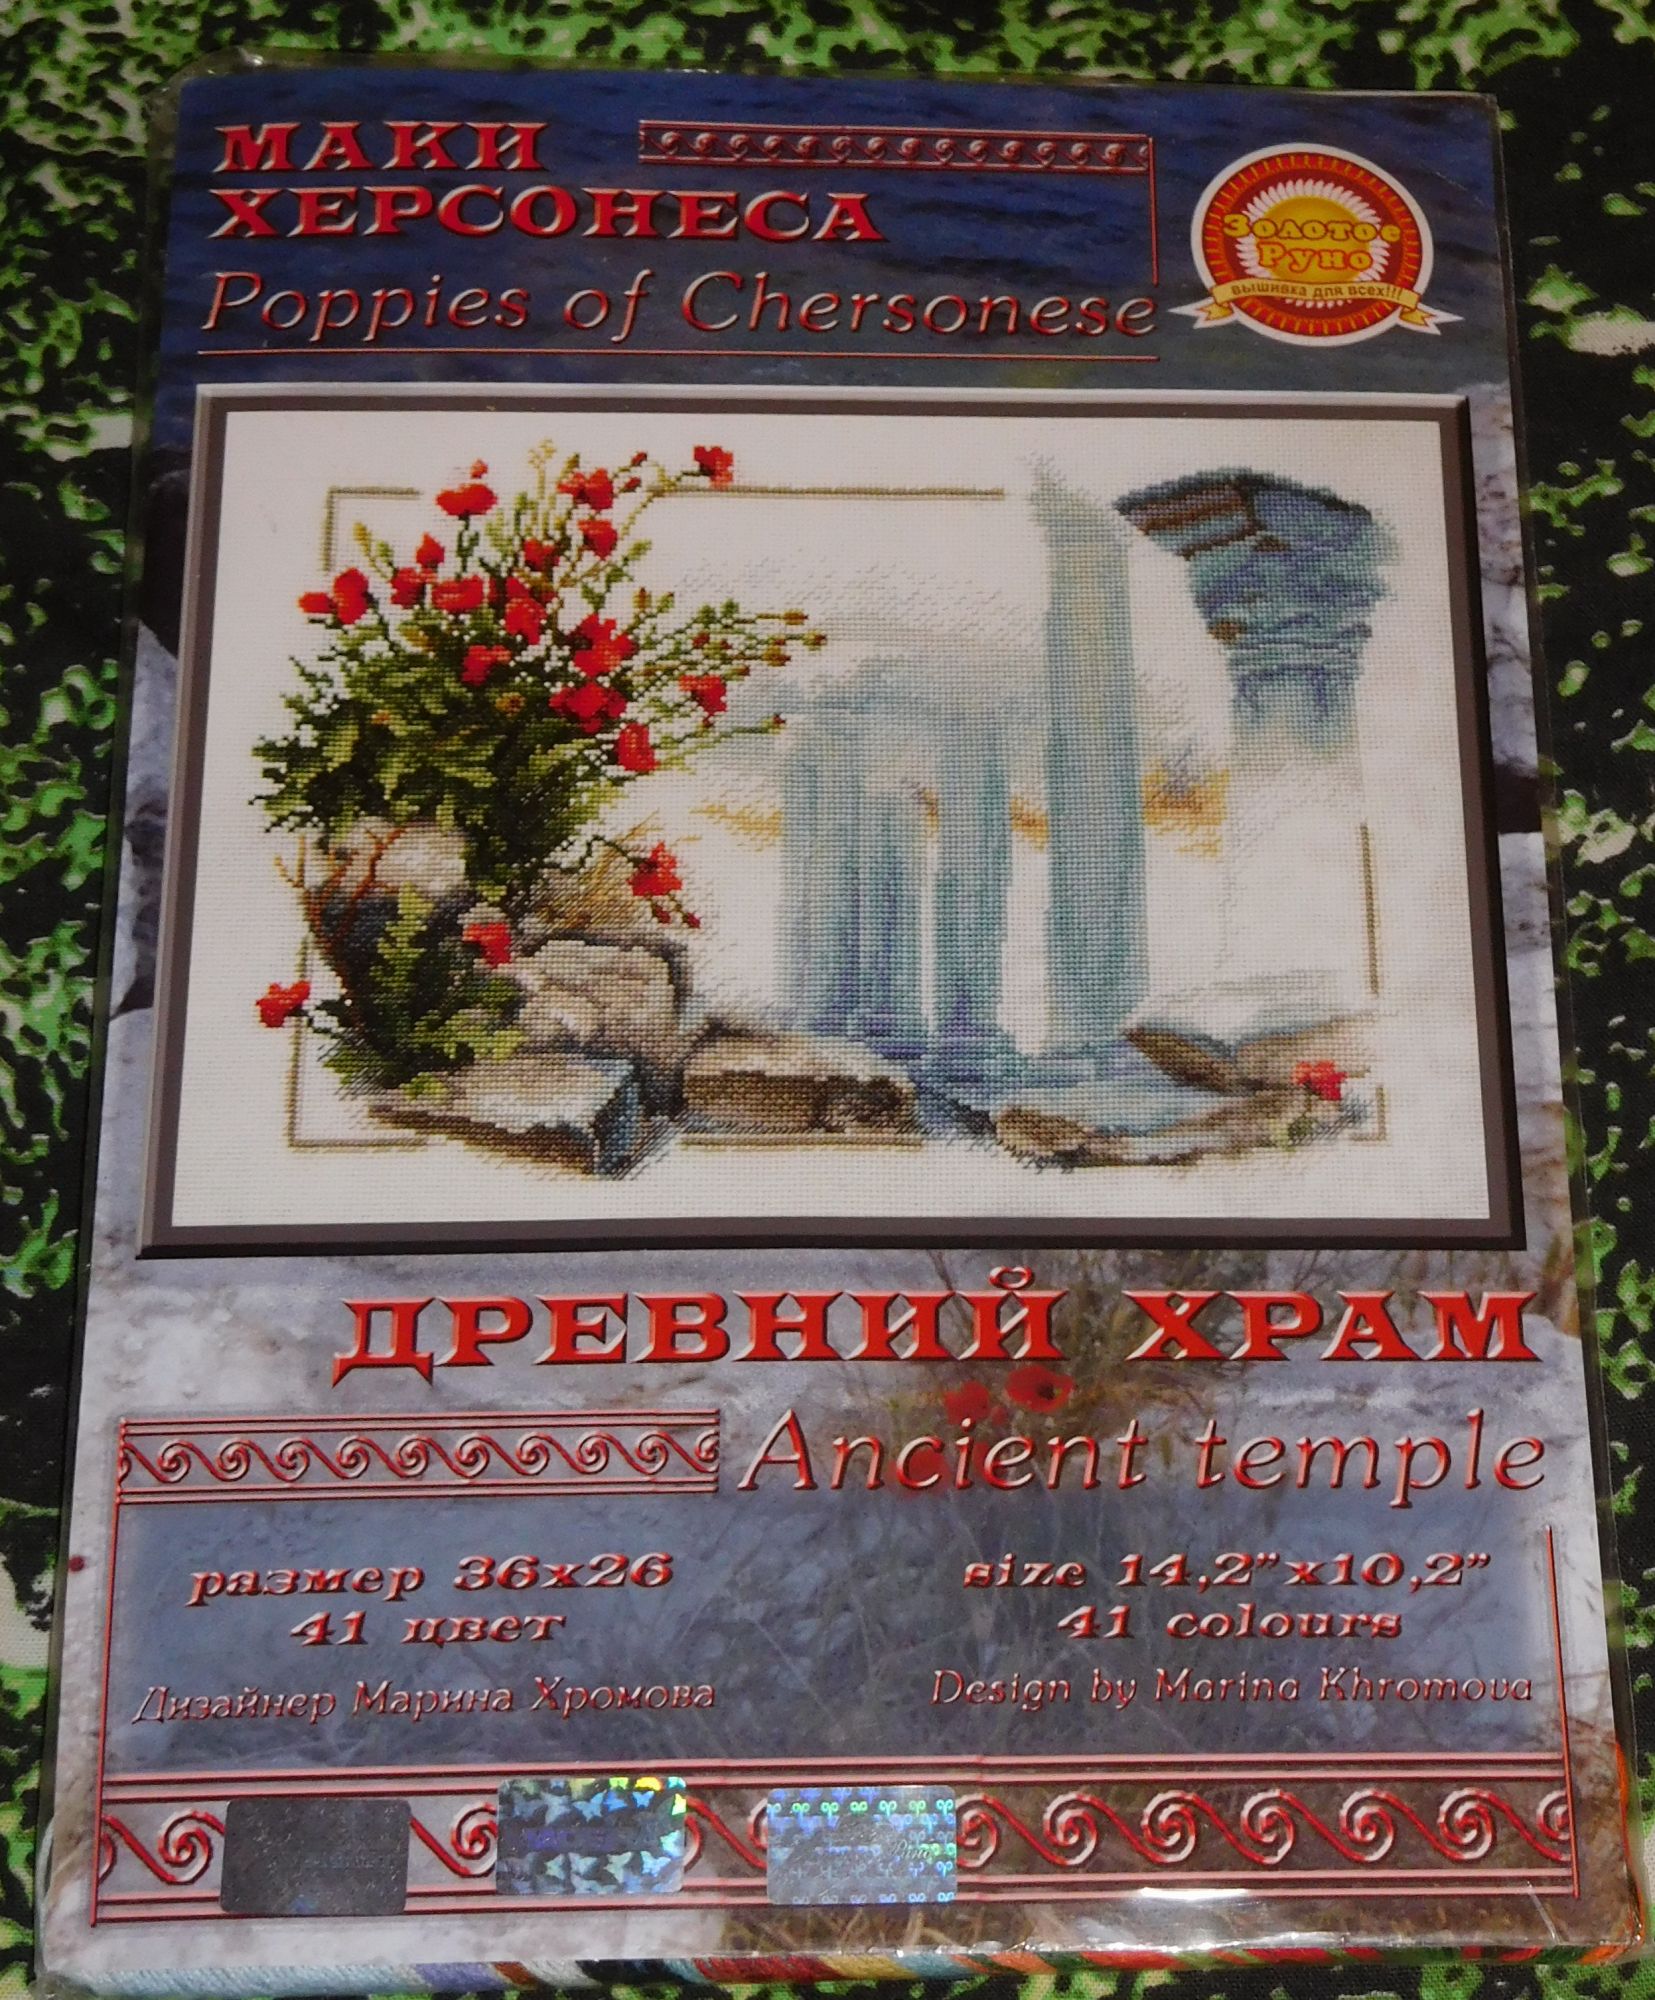 МАКИ
ХЕРСОНЕСА
Poppies of Chersonese
Золотое
Руно
вышивка для всех!!!
ДРЕВНИЙ ХРАМ
Ancient temple
размер 36x26
41 цвет
Дизайнер Марина Хромова
size 14,2”x10,2”
41 colours
Design by Marina Khromova